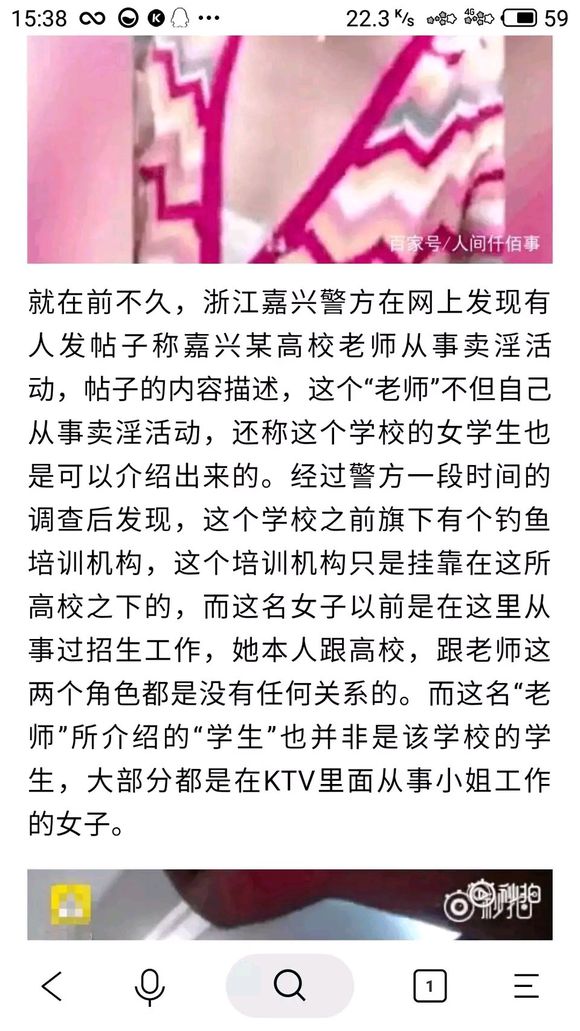 15:38
22.3 K/s
4G
59
百家号/人间仟佰事
就在前不久，浙江嘉兴警方在网上发现有
人发帖子称嘉兴某高校老师从事卖淫活
动，帖子的内容描述，这个“老师”不但自己
从事卖淫活动，还称这个学校的女学生也
是可以介绍出来的。经过警方一段时间的
调查后发现，这个学校之前旗下有个钓鱼
培训机构，这个培训机构只是挂靠在这所
高校之下的，而这名女子以前是在这里从
事过招生工作，她本人跟高校，跟老师这
两个角色都是没有任何关系的。而这名“老
师”所介绍的“学生”也并非是该学校的学
生，大部分都是在KTV里面从事小姐工作
的女子。
秒拍
1